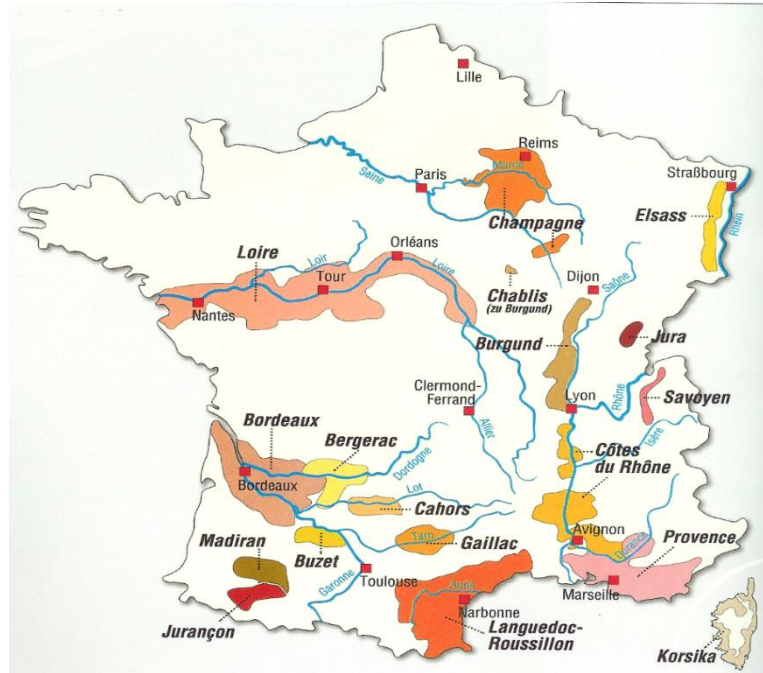 Lille
Reims
Marne
Seine
Paris
Straßbourg
Champagne
Elsass
Rhein
Orléans
Loire
Loir
Loire
Tour
Dijon
Saône
Chablis
(zu Burgund)
Nantes
Burgund
Jura
Clermond-
Ferrand
Allier
Lyon
Rhône
Savoyen
Isère
Bordeaux
Bergerac
Dordogne
Bordeaux
Côtes
du Rhône
Lot
Cahors
Madiran
Buzet
Tarn
Gaillac
Avignon
Durance
Provence
Garonne
Toulouse
Aude
Narbonne
Marseille
Jurançon
Languedoc-
Roussillon
Korsika